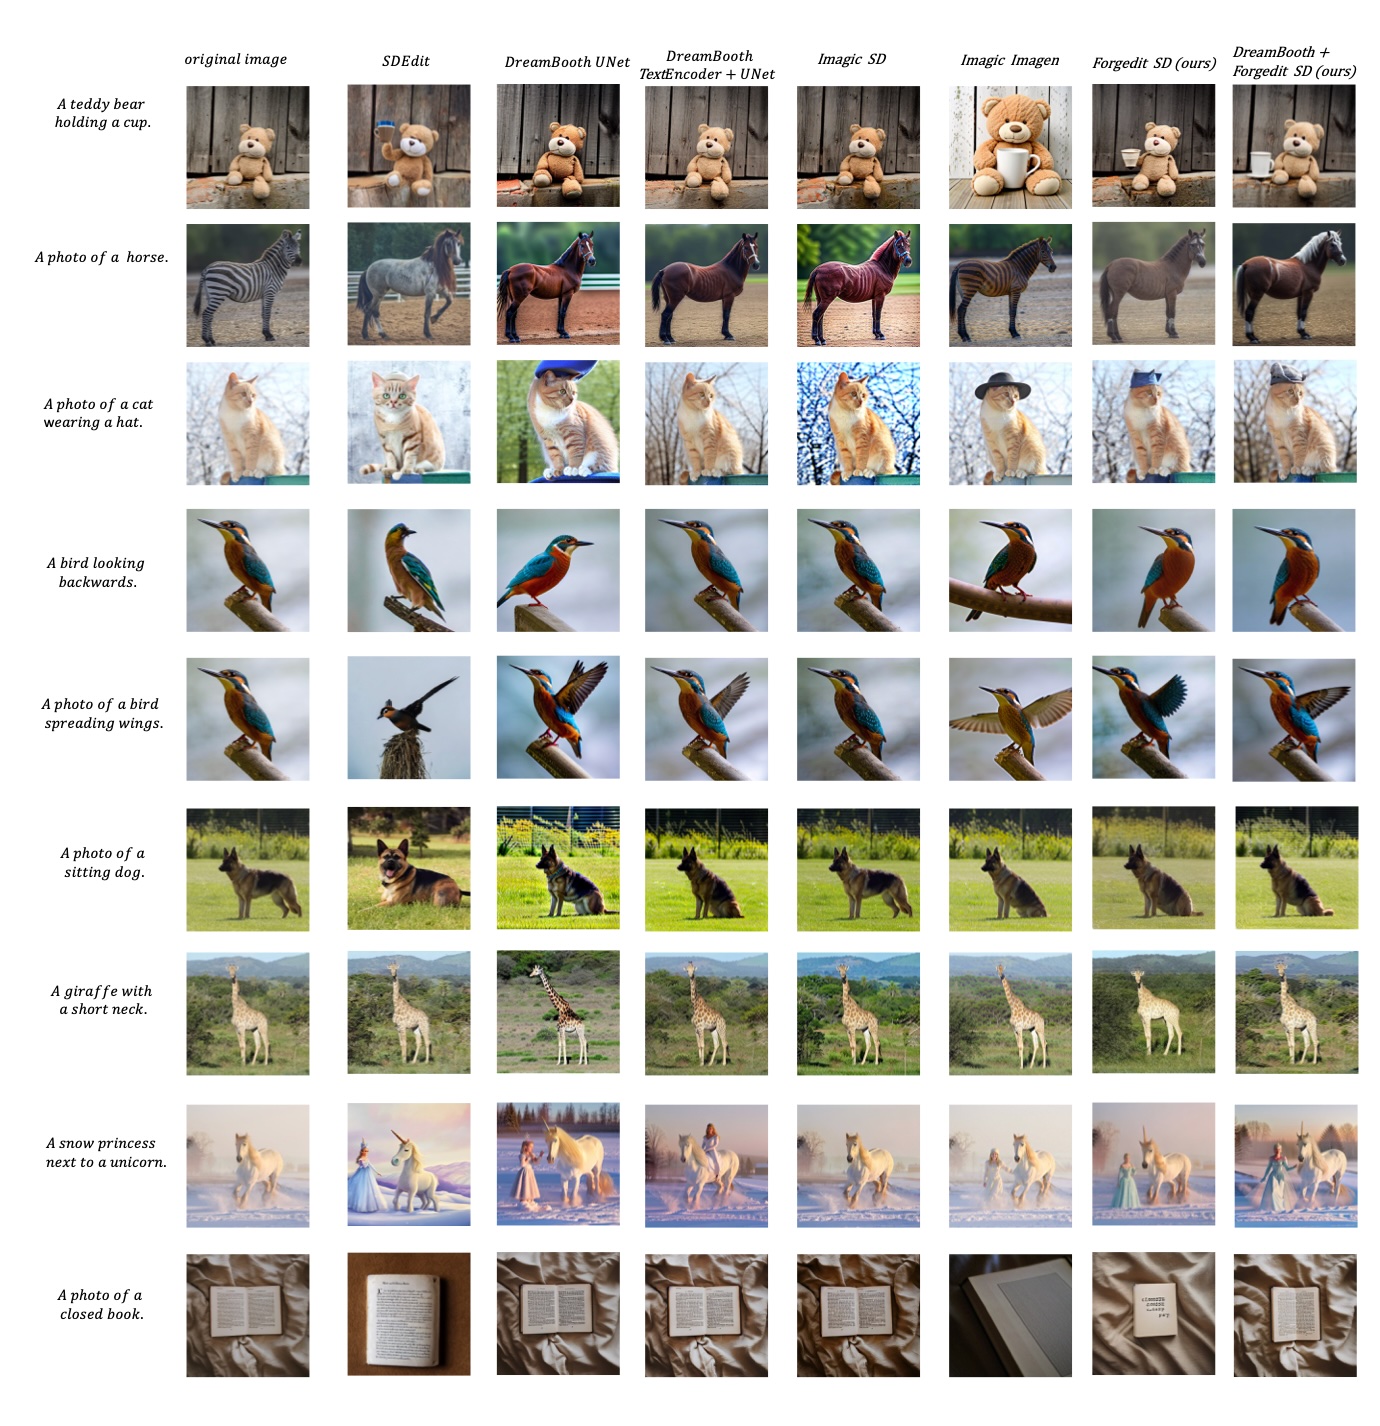 original image
SDEdit
DreamBooth UNet
DreamBooth
TextEncoder + UNet
Imagic SD
Imagic Imagen
Forgedit SD (ours)
DreamBooth +
Forgedit SD (ours)
A teddy bear
holding a cup.
A photo of a horse.
A photo of a cat
wearing a hat.
A bird looking
backwards.
A photo of a bird
spreading wings.
A photo of a
sitting dog.
A giraffe with
a short neck.
A snow princess
next to a unicorn.
A photo of a
closed book.